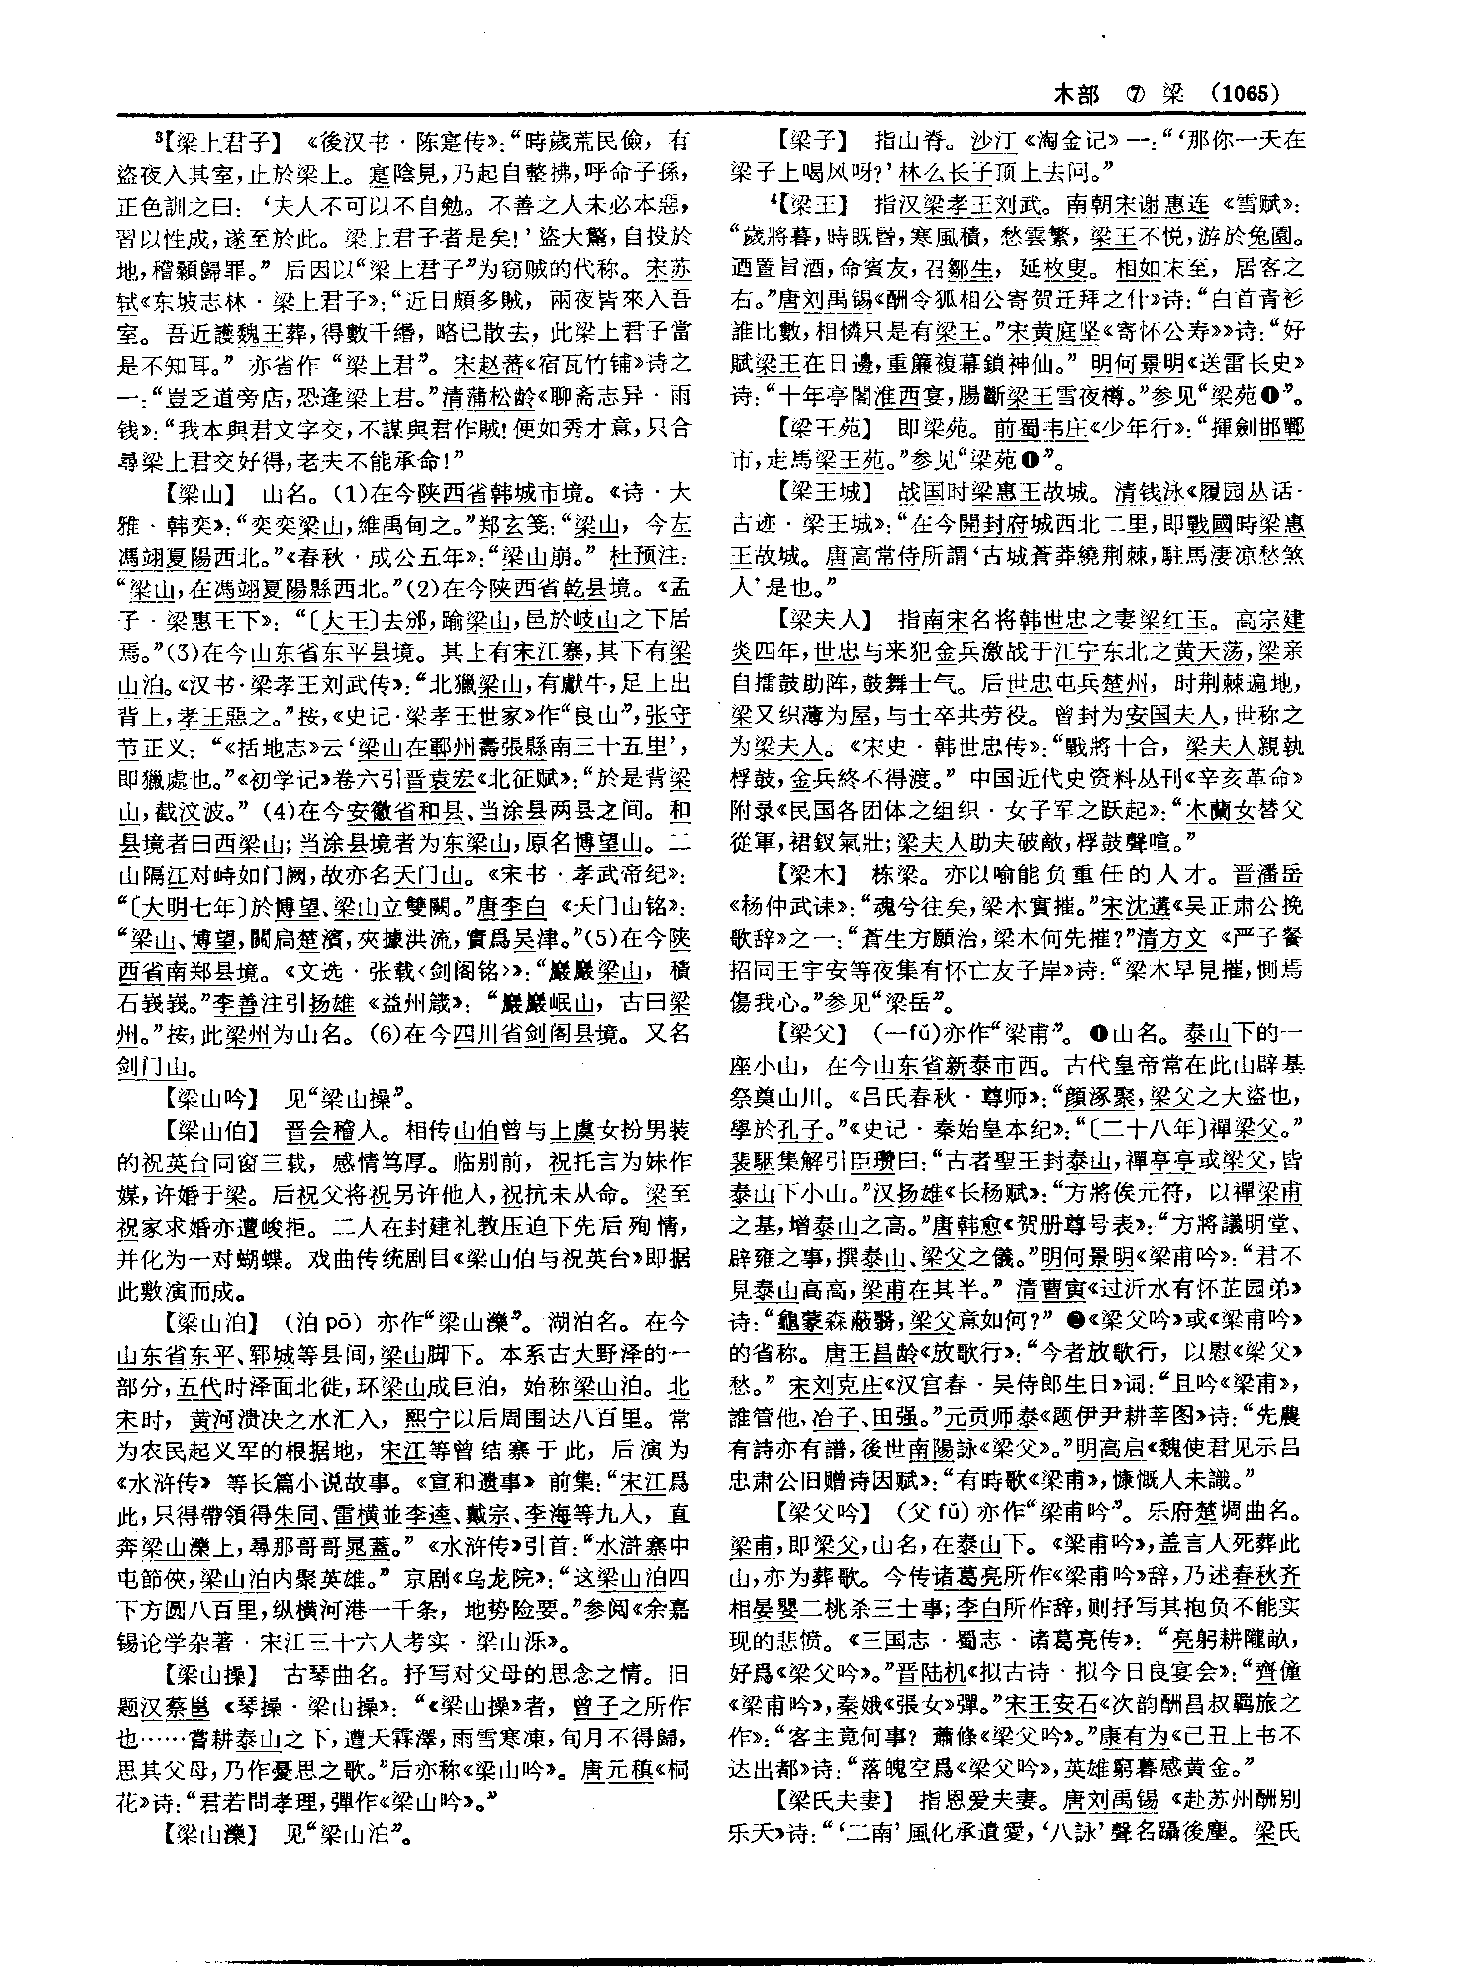 木部 ⑦ 梁 (1065)
³【梁上君子】 《後汉书·陈寔传》：“時歲荒民儉，有
盜夜入其室，止於梁上。寔陰見，乃起自整拂，呼命子孫，
正色訓之曰：‘夫人不可以不自勉。不善之人未必本惡，
習以性成，遂至於此。梁上君子者是矣！’盜大驚，自投於
地，稽顙歸罪。”后因以“梁上君子”为窃贼的代称。宋苏
轼《东坡志林·梁上君子》：“近日頗多賊，兩夜皆來入吾
室。吾近護魏王葬，得數千緡，略已散去，此梁上君子當
是不知耳。”亦省作“梁上君”。宋赵蕃《宿瓦竹铺》诗之
一：“豈乏道旁店，恐逢梁上君。”清蒲松龄《聊斋志异·雨
钱》：“我本與君文字交，不謀與君作賊！便如秀才意，只合
尋梁上君交好得，老夫不能承命！”
【梁山】 山名。(1)在今陕西省韩城市境。《诗·大
雅·韩奕》：“奕奕梁山，維禹甸之。”郑玄笺：“梁山，今左
馮翊夏陽西北。”《春秋·成公五年》：“梁山崩。”杜预注：
“梁山，在馮翊夏陽縣西北。”(2)在今陕西省乾县境。《孟
子·梁惠王下》：“〔大王〕去邠，踰梁山，邑於岐山之下居
焉。”(3)在今山东省东平县境。其上有宋江寨，其下有梁
山泊。《汉书·梁孝王刘武传》：“北獵梁山，有獻牛，足上出
背上，孝王惡之。”按，《史记·梁孝王世家》作“良山”，张守
节正义：“《括地志》云‘梁山在鄆州壽張縣南三十五里’，
即獵處也。”《初学记》卷六引晋袁宏《北征赋》：“於是背梁
山，截汶波。”(4)在今安徽省和县、当涂县两县之间。和
县境者曰西梁山；当涂县境者为东梁山，原名博望山。二
山隔江对峙如门阙，故亦名天门山。《宋书·孝武帝纪》：
“〔大明七年〕於博望、梁山立雙闕。”唐李白《天门山铭》：
“梁山、博望，關扃楚濱，夾據洪流，實爲吴津。”(5)在今陕
西省南郑县境。《文选·张载〈剑阁铭〉》：“巖巖梁山，積
石峩峩。”李善注引扬雄《益州箴》：“巖巖岷山，古曰梁
州。”按，此梁州为山名。(6)在今四川省剑阁县境。又名
剑门山。
【梁山吟】 见“梁山操”。
【梁山伯】 晋会稽人。相传山伯曾与上虞女扮男装
的祝英台同窗三载，感情笃厚。临别前，祝托言为妹作
媒，许婚于梁。后祝父将祝另许他人，祝抗未从命。梁至
祝家求婚亦遭峻拒。二人在封建礼教压迫下先后殉情，
并化为一对蝴蝶。戏曲传统剧目《梁山伯与祝英台》即据
此敷演而成。
【梁山泊】 (泊 pō) 亦作“梁山濼”。湖泊名。在今
山东省东平、郓城等县间，梁山脚下。本系古大野泽的一
部分，五代时泽面北徙，环梁山成巨泊，始称梁山泊。北
宋时，黄河溃决之水汇入，熙宁以后周围达八百里。常
为农民起义军的根据地，宋江等曾结寨于此，后演为
《水浒传》等长篇小说故事。《宣和遗事》前集：“宋江爲
此，只得帶領得朱同、雷横並李逵、戴宗、李海等九人，直
奔梁山濼上，尋那哥哥晁蓋。”《水浒传》引首：“水滸寨中
屯節俠，梁山泊内聚英雄。”京剧《乌龙院》：“这梁山泊四
下方圆八百里，纵横河港一千条，地势险要。”参阅《余嘉
锡论学杂著·宋江三十六人考实·梁山泺》。
【梁山操】 古琴曲名。抒写对父母的思念之情。旧
题汉蔡邕《琴操·梁山操》：“《梁山操》者，曾子之所作
也……嘗耕泰山之下，遭天霖澤，雨雪寒凍，旬月不得歸，
思其父母，乃作憂思之歌。”后亦称《梁山吟》。唐元稹《桐
花》诗：“君若問孝理，彈作《梁山吟》。”
【梁山濼】 见“梁山泊”。
【梁子】 指山脊。沙汀《淘金记》一：“‘那你一天在
梁子上喝风呀？’林么长子顶上去问。”
⁴【梁王】 指汉梁孝王刘武。南朝宋谢惠连《雪赋》：
“歲將暮，時既昏，寒風積，愁雲繁，梁王不悦，游於兔園。
迺置旨酒，命賓友，召鄒生，延枚叟。相如末至，居客之
右。”唐刘禹锡《酬令狐相公寄贺迁拜之什》诗：“白首青衫
誰比數，相憐只是有梁王。”宋黄庭坚《寄怀公寿》诗：“好
賦梁王在日邊，重簾複幕鎖神仙。”明何景明《送雷长史》
诗：“十年亭閣淮西宴，腸斷梁王雪夜樽。”参见“梁苑❶”。
【梁王苑】 即梁苑。前蜀韦庄《少年行》：“揮劍邯鄲
市，走馬梁王苑。”参见“梁苑❶”。
【梁王城】 战国时梁惠王故城。清钱泳《履园丛话·
古迹·梁王城》：“在今開封府城西北二里，即戰國時梁惠
王故城。唐高常侍所謂‘古城蒼莽繞荆棘，駐馬淒凉愁煞
人’是也。”
【梁夫人】 指南宋名将韩世忠之妻梁红玉。高宗建
炎四年，世忠与来犯金兵激战于江宁东北之黄天荡，梁亲
自擂鼓助阵，鼓舞士气。后世忠屯兵楚州，时荆棘遍地，
梁又织薄为屋，与士卒共劳役。曾封为安国夫人，世称之
为梁夫人。《宋史·韩世忠传》：“戰將十合，梁夫人親執
桴鼓，金兵終不得渡。”中国近代史资料丛刊《辛亥革命》
附录《民国各团体之组织·女子军之跃起》：“木蘭女替父
從軍，裙釵氣壯；梁夫人助夫破敵，桴鼓聲喧。”
【梁木】 栋梁。亦以喻能负重任的人才。晋潘岳
《杨仲武诔》：“魂兮往矣，梁木實摧。”宋沈遘《吴正肃公挽
歌辞》之一：“蒼生方願治，梁木何先摧？”清方文《严子餐
招同王宇安等夜集有怀亡友子岸》诗：“梁木早見摧，惻焉
傷我心。”参见“梁岳”。
【梁父】 (一fǔ)亦作“梁甫”。❶山名。泰山下的一
座小山，在今山东省新泰市西。古代皇帝常在此山辟基
祭奠山川。《吕氏春秋·尊师》：“顔涿聚，梁父之大盜也，
學於孔子。”《史记·秦始皇本纪》：“〔二十八年〕禪梁父。”
裴駰集解引臣瓚曰：“古者聖王封泰山，禪亭亭或梁父，皆
泰山下小山。”汉扬雄《长杨赋》：“方將俟元符，以禪梁甫
之基，增泰山之高。”唐韩愈《贺册尊号表》：“方將議明堂、
辟雍之事，撰泰山、梁父之儀。”明何景明《梁甫吟》：“君不
見泰山高高，梁甫在其半。”清曹寅《过沂水有怀芷园弟》
诗：“龜蒙森蔽翳，梁父意如何？”❷《梁父吟》或《梁甫吟》
的省称。唐王昌龄《放歌行》：“今者放歌行，以慰《梁父》
愁。”宋刘克庄《汉宫春·吴侍郎生日》词：“且吟《梁甫》，
誰管他、冶子、田强。”元贡师泰《题伊尹耕莘图》诗：“先農
有詩亦有譜，後世南陽詠《梁父》。”明高启《魏使君见示吕
忠肃公旧赠诗因赋》：“有時歌《梁甫》，慷慨人未識。”
【梁父吟】 (父 fǔ) 亦作“梁甫吟”。乐府楚调曲名。
梁甫，即梁父，山名，在泰山下。《梁甫吟》，盖言人死葬此
山，亦为葬歌。今传诸葛亮所作《梁甫吟》辞，乃述春秋齐
相晏婴二桃杀三士事；李白所作辞，则抒写其抱负不能实
现的悲愤。《三国志·蜀志·诸葛亮传》：“亮躬耕隴畝，
好爲《梁父吟》。”晋陆机《拟古诗·拟今日良宴会》：“齊僮
《梁甫吟》，秦娥《張女》彈。”宋王安石《次韵酬昌叔羁旅之
作》：“客主竟何事？蕭條《梁父吟》。”康有为《己丑上书不
达出都》诗：“落魄空爲《梁父吟》，英雄窮暮感黄金。”
【梁氏夫妻】 指恩爱夫妻。唐刘禹锡《赴苏州酬别
乐天》诗：“‘二南’風化承遺愛，‘八詠’聲名躡後塵。梁氏